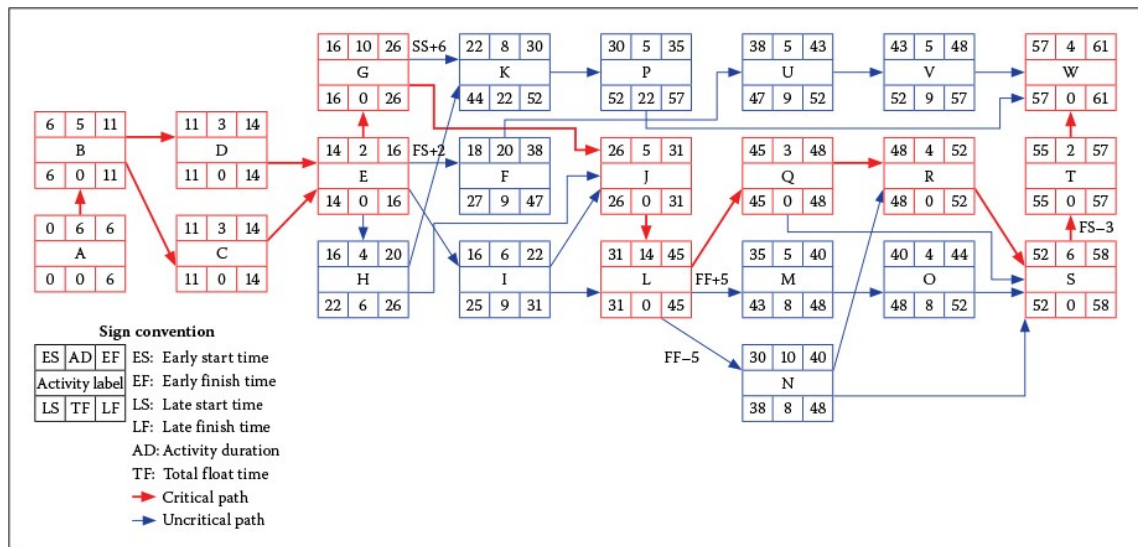 16 10 26 SS+6 22 8 30 30 5 35 38 5 43 43 5 48 57 4 61
G K P U V W
16 0 26 44 22 52 52 22 57 47 9 52 52 9 57 57 0 61
6 5 11 11 3 14 14 2 16 FS+2 18 20 38 26 5 31 45 3 48 48 4 52 55 2 57
B D E F J Q R T
6 0 11 11 0 14 14 0 16 27 9 47 26 0 31 45 0 48 48 0 52 55 0 57
FS−3
0 6 6 11 3 14 16 4 20 16 6 22 31 14 45 35 5 40 40 4 44 52 6 58
A C H I L FF+5 M O S
0 0 6 11 0 14 22 6 26 25 9 31 31 0 45 43 8 48 48 8 52 52 0 58
FF−5 30 10 40
N
38 8 48
Sign convention
ES AD EF
Activity label
LS TF LF
ES: Early start time
EF: Early finish time
LS: Late start time
LF: Late finish time
AD: Activity duration
TF: Total float time
Critical path
Uncritical path